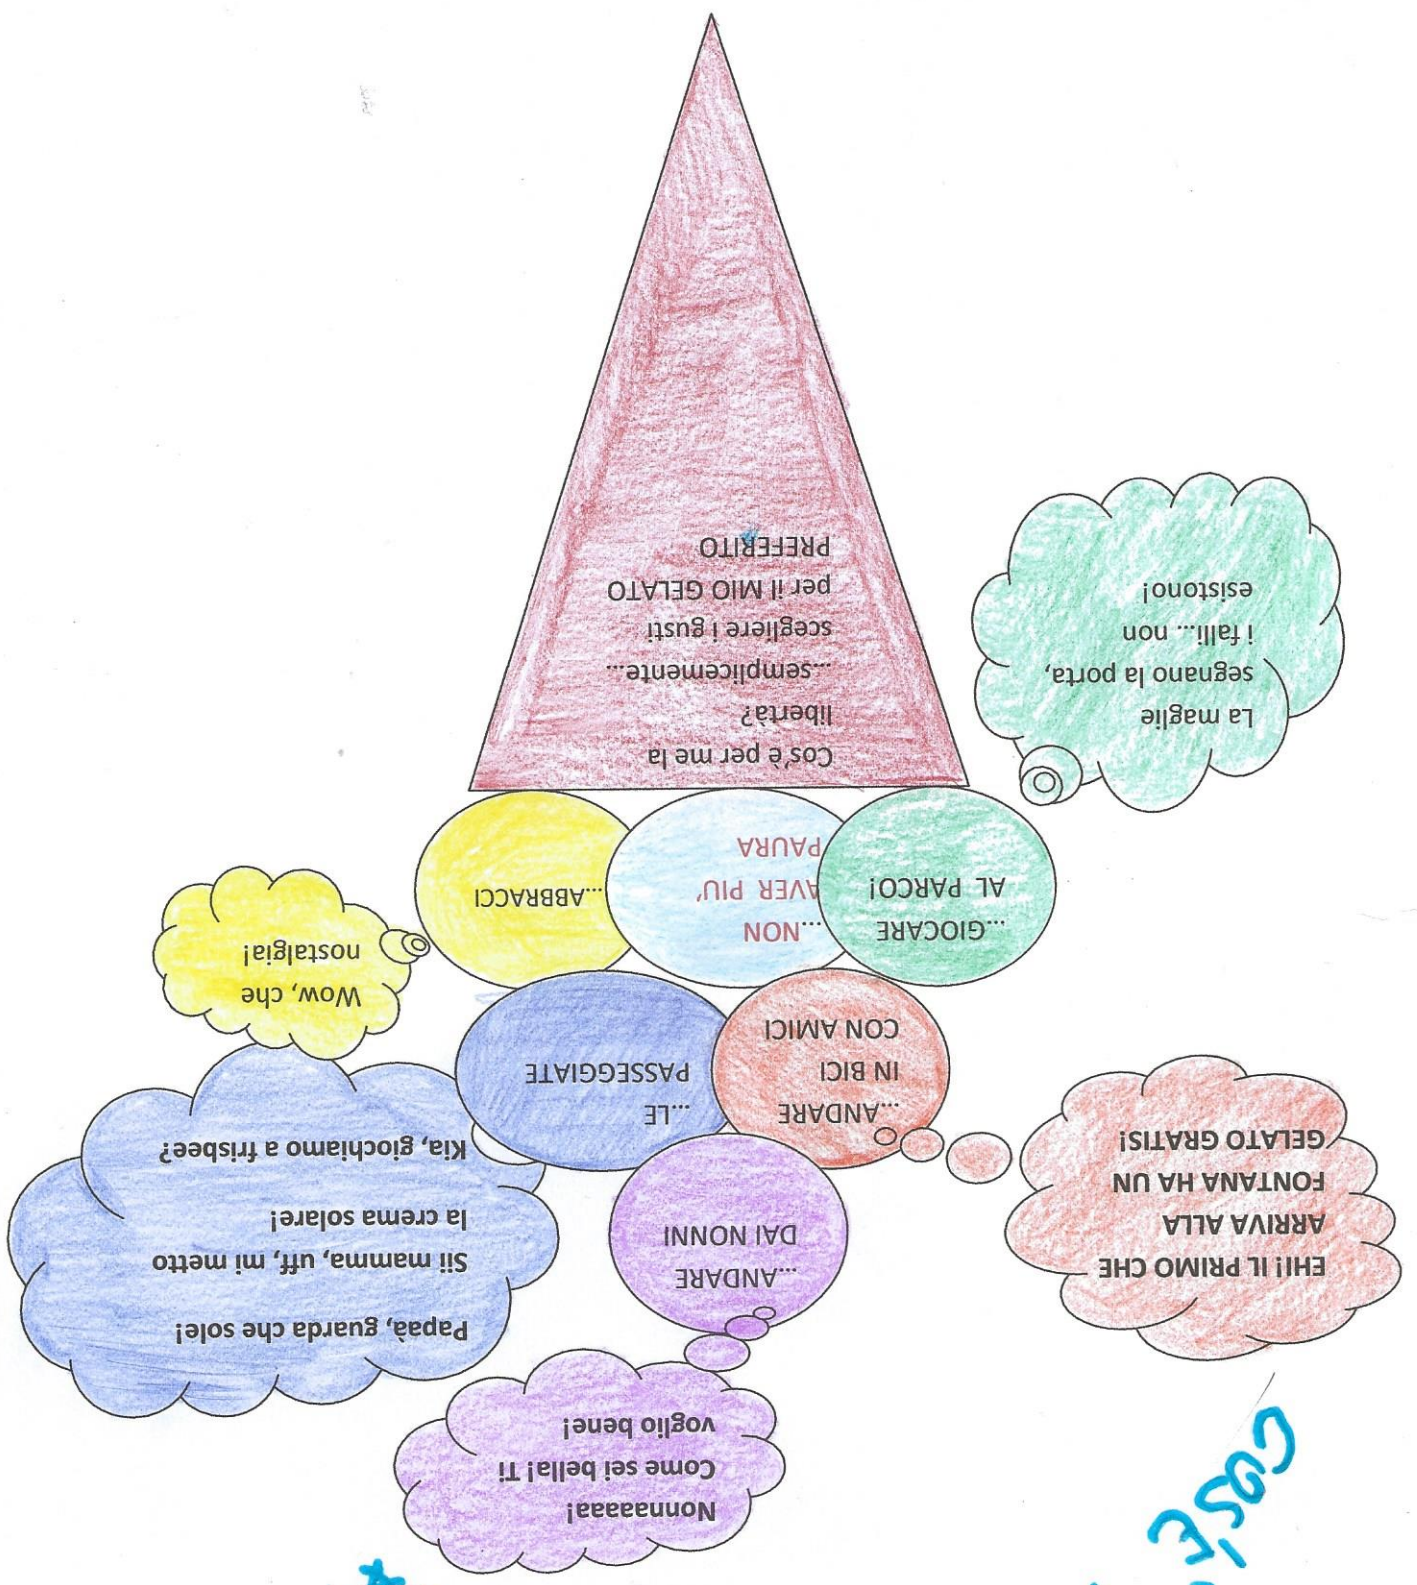 Cos'È
Nonnaaaaa!
Come sei bella! Ti
voglio bene!
EHI! IL PRIMO CHE
ARRIVA ALLA
FONTANA HA UN
GELATO GRATIS!
...ANDARE
DAI NONNI
Papaà, guarda che sole!
Sii mamma, uff, mi metto
la crema solare!
Kia, giochiamo a frisbee?
...ANDARE
IN BICI
CON AMICI
...LE
PASSEGGIATE
Wow, che
nostalgia!
...GIOCARE
AL PARCO!
...NON
AVER PIU'
PAURA
...ABBRACCI
La maglie
segnano la porta,
i falli... non
esistono!
Cos'è per me la
libertà?
...semplicemente...
scegliere i gusti
per il MIO GELATO
PREFERITO